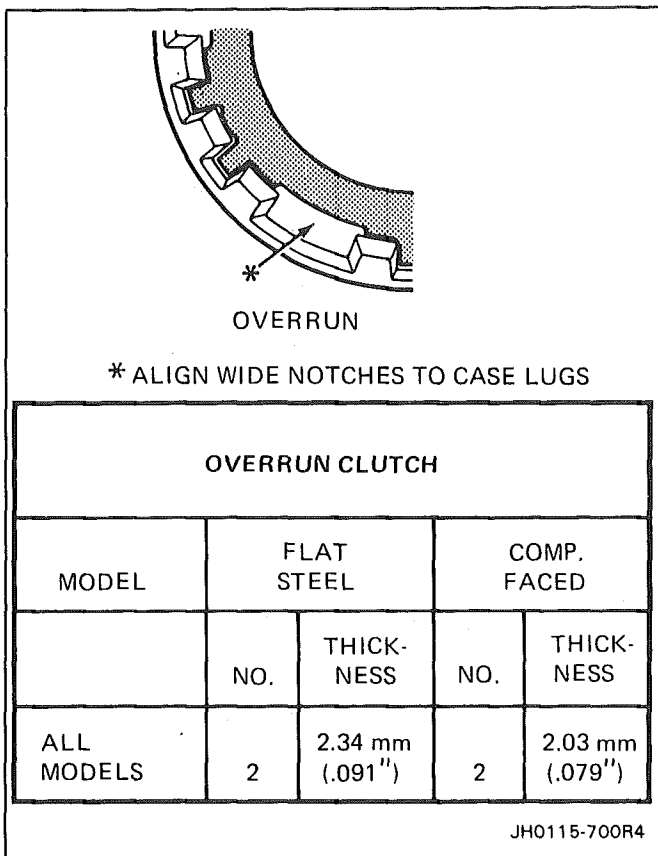 *
OVERRUN
* ALIGN WIDE NOTCHES TO CASE LUGS
OVERRUN CLUTCH
MODEL
FLAT
STEEL
COMP.
FACED
NO.
THICK-
NESS
NO.
THICK-
NESS
ALL
MODELS
2
2.34 mm
(.091")
2
2.03 mm
(.079")
JH0115-700R4